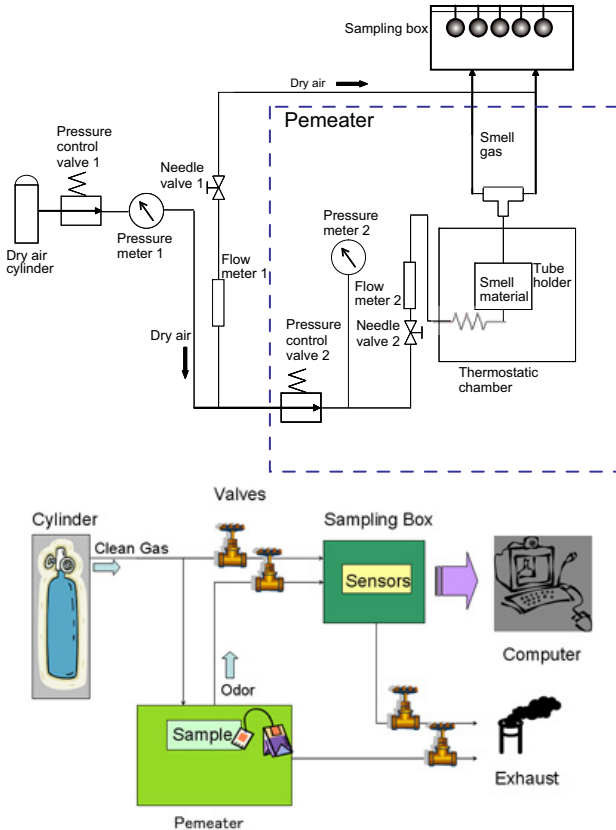 Sampling box
Dry air
Pemeater
Pressure
control
valve 1
Smell
gas
Needle
valve 1
Pressure
meter 2
Dry air
cylinder
Pressure
meter 1
Flow
meter 1
Flow
meter 2
Smell
material
Tube
holder
Dry air
Pressure
control
valve 2
Needle
valve 2
Thermostatic
chamber
Valves
Cylinder
Sampling Box
Clean Gas
Sensors
Computer
Odor
Sample
Exhaust
Pemeater